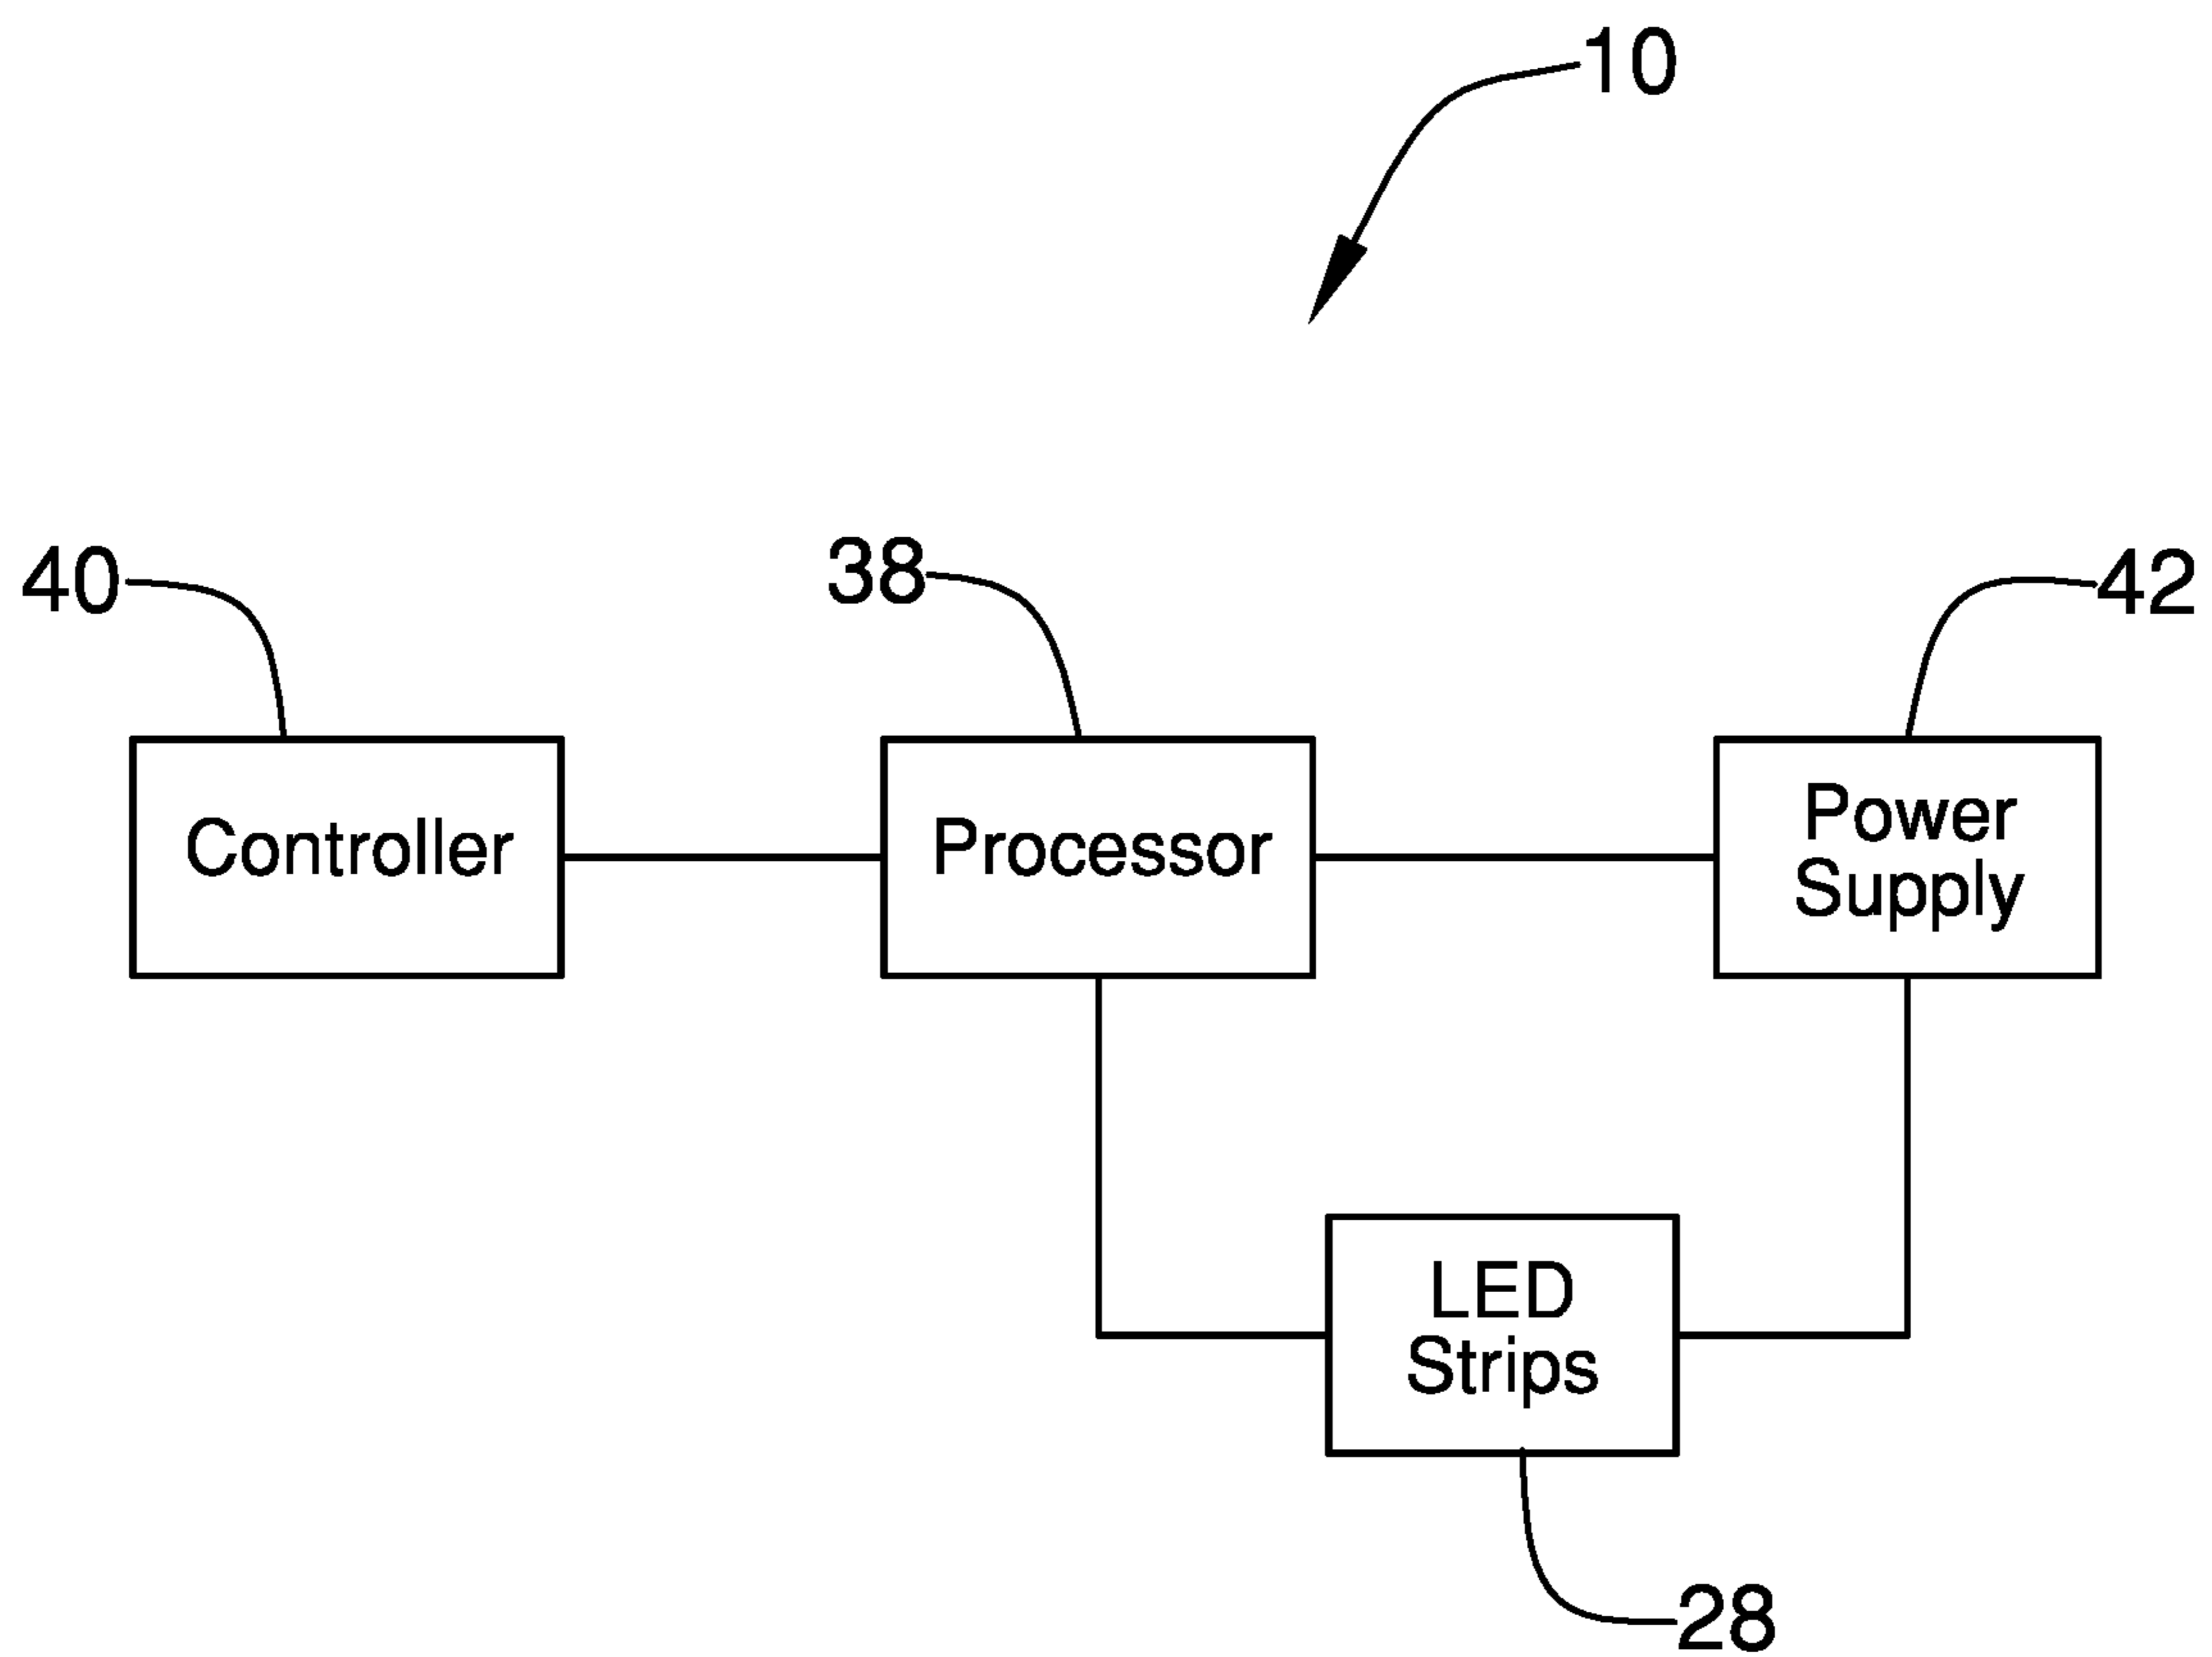 10
40
38
42
Controller
Processor
Power
Supply
LED
Strips
28